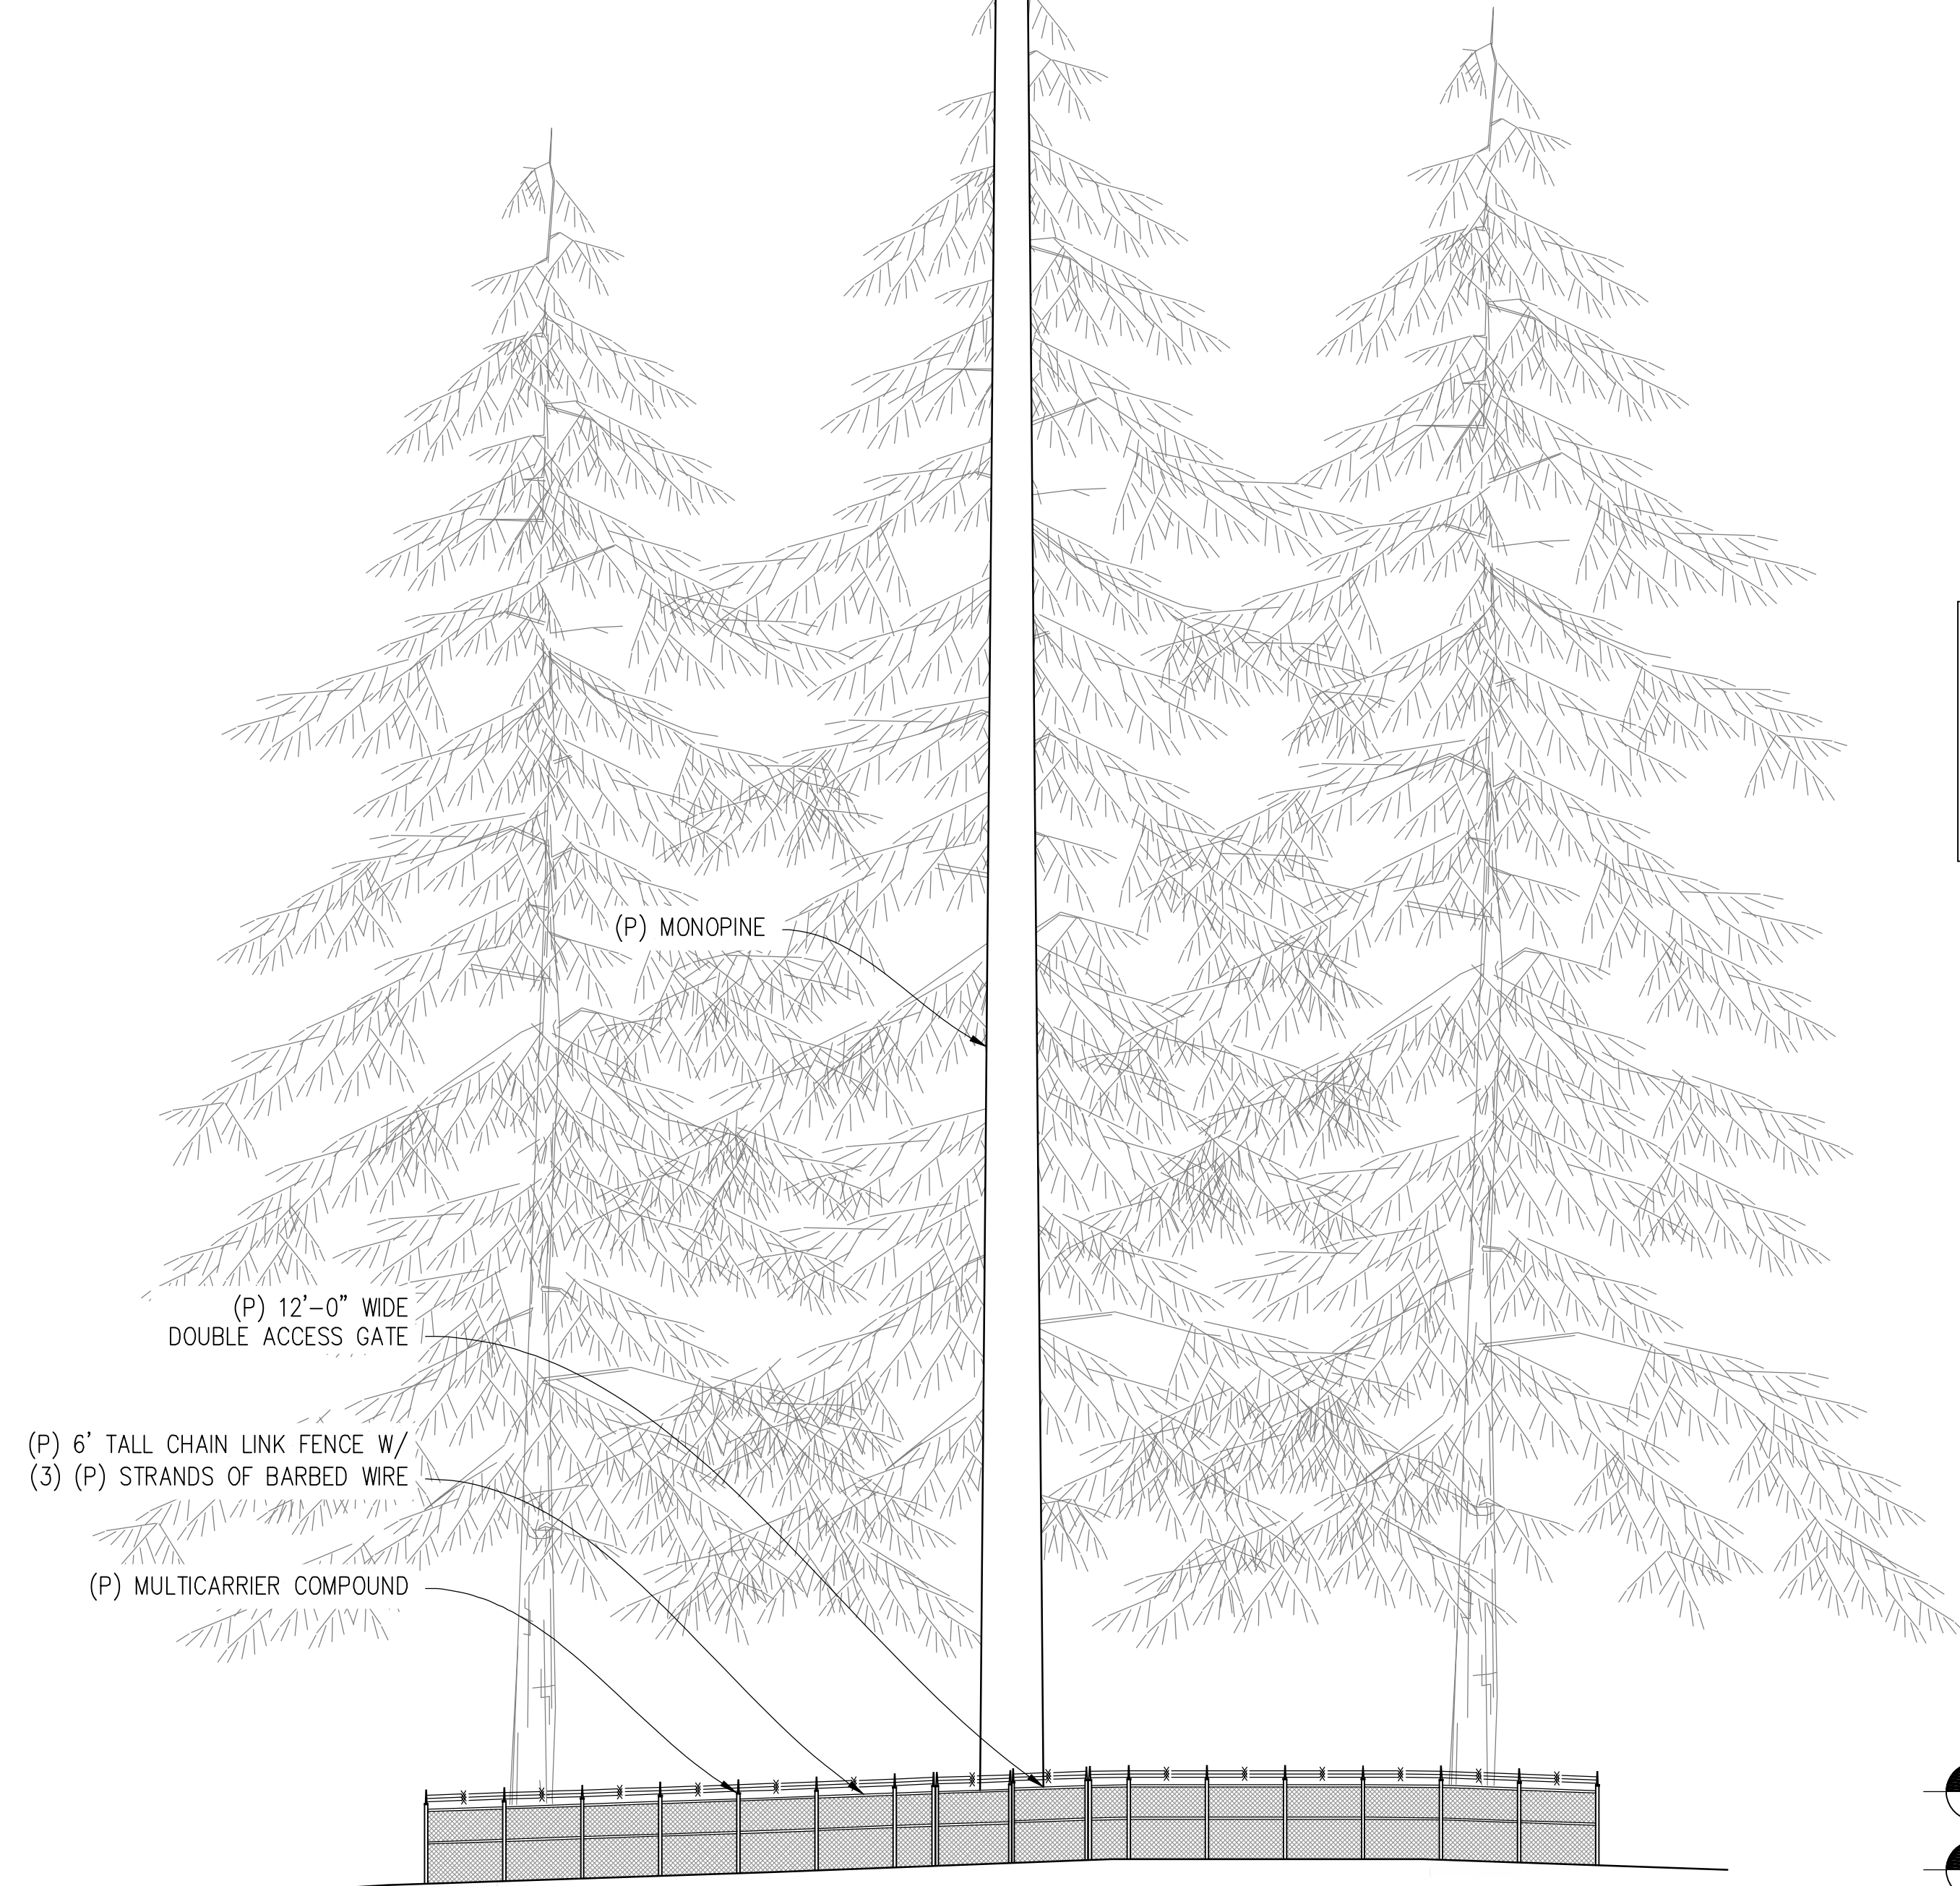 (P) MONOPINE
(P) 12'-0" WIDE
DOUBLE ACCESS GATE
(P) 6' TALL CHAIN LINK FENCE W/
(3) (P) STRANDS OF BARBED WIRE
(P) MULTICARRIER COMPOUND